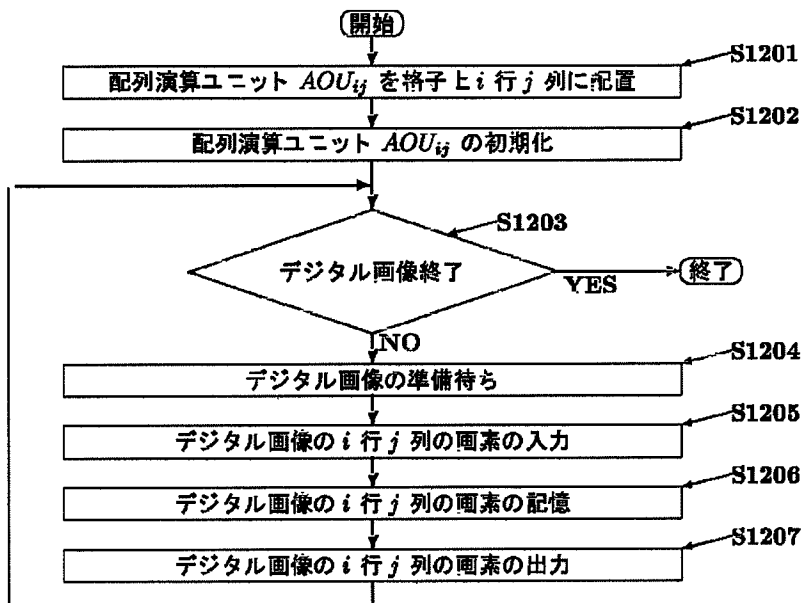 開始
S1201
配列演算ユニット AOU_{ij} を格子上 i 行 j 列に配置
S1202
配列演算ユニット AOU_{ij} の初期化
S1203
デジタル画像終了
YES
終了
NO
S1204
デジタル画像の準備待ち
S1205
デジタル画像の i 行 j 列の画素の入力
S1206
デジタル画像の i 行 j 列の画素の記憶
S1207
デジタル画像の i 行 j 列の画素の出力